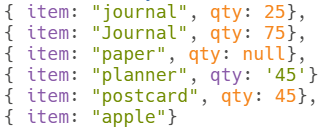 { item: "journal", qty: 25},
{ item: "Journal", qty: 75},
{ item: "paper", qty: null},
{ item: "planner", qty: '45'}
{ item: "postcard", qty: 45},
{ item: "apple"}